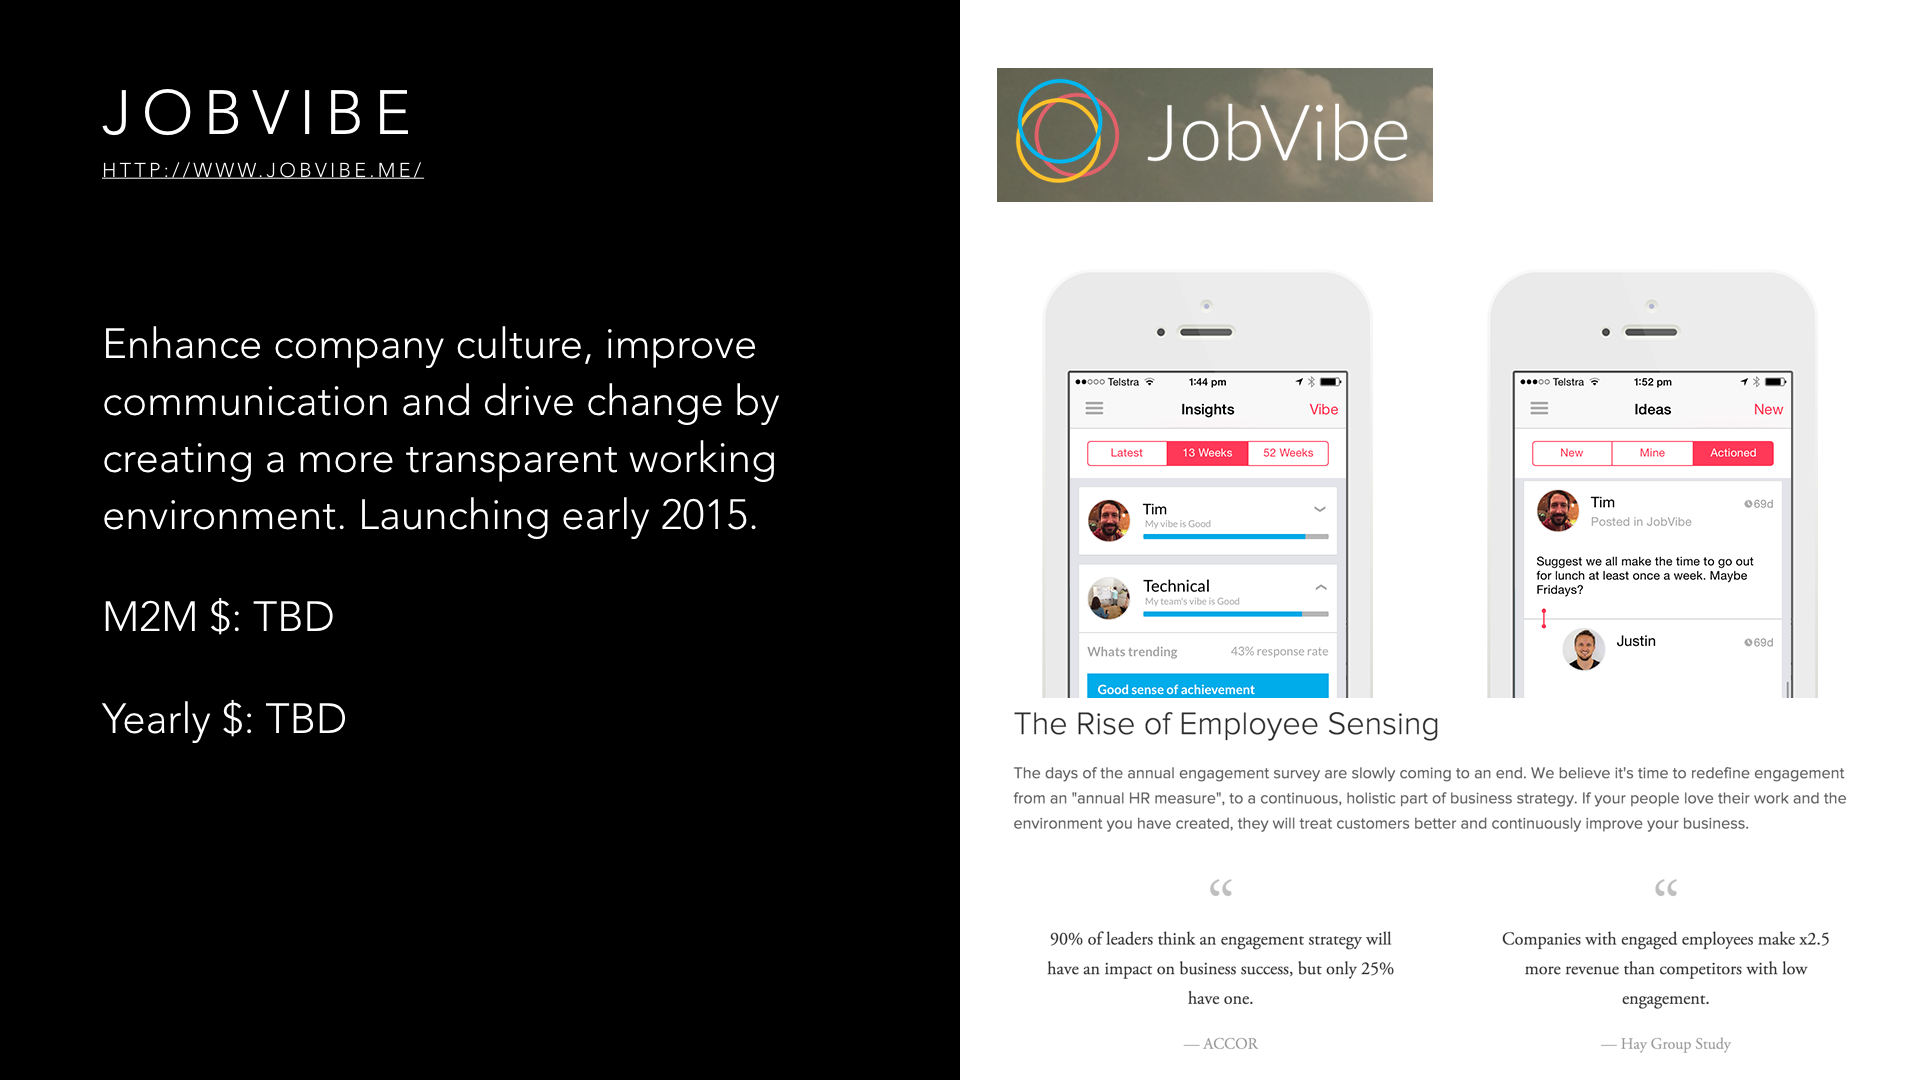 JOBVIBE
HTTP://WWW.JOBVIBE.ME/
Enhance company culture, improve
communication and drive change by
creating a more transparent working
environment. Launching early 2015.
M2M $: TBD
Yearly $: TBD
JobVibe
Telstra 1:44 pm
Insights Vibe
Latest 13 Weeks 52 Weeks
Tim
My vibe is Good
Technical
My team's vibe is Good
Whats trending 43% response rate
Good sense of achievement
Telstra 1:52 pm
Ideas New
New Mine Actioned
Tim 69d
Posted in JobVibe
Suggest we all make the time to go out
for lunch at least once a week. Maybe
Fridays?
Justin 69d
The Rise of Employee Sensing
The days of the annual engagement survey are slowly coming to an end. We believe it's time to redefine engagement
from an "annual HR measure", to a continuous, holistic part of business strategy. If your people love their work and the
environment you have created, they will treat customers better and continuously improve your business.
“
90% of leaders think an engagement strategy will
have an impact on business success, but only 25%
have one.
— ACCOR
“
Companies with engaged employees make x2.5
more revenue than competitors with low
engagement.
— Hay Group Study